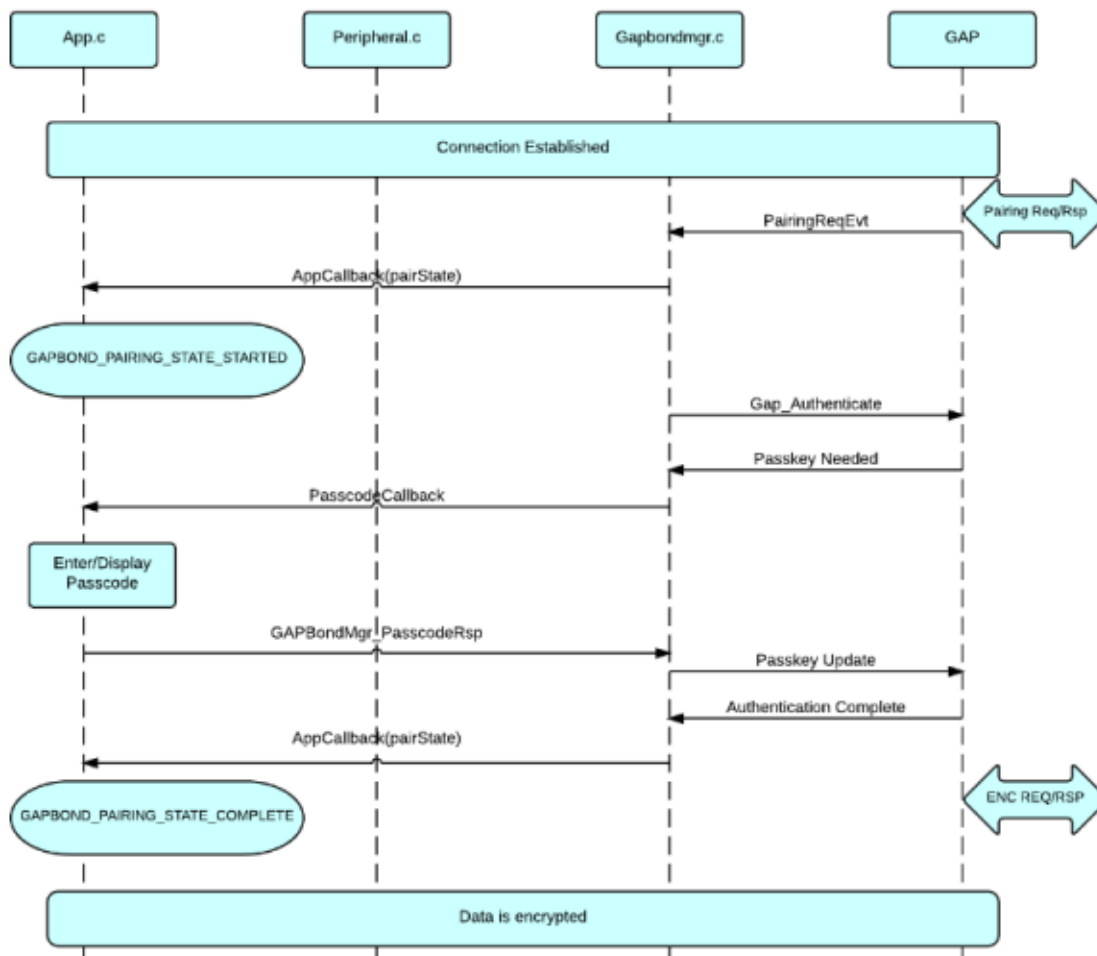 App.c
Peripheral.c
Gapbondmgr.c
GAP
Connection Established
Pairing Req/Rsp
PairingReqEvt
AppCallback(pairState)
GAPBOND_PAIRING_STATE_STARTED
Gap_Authenticate
Passkey Needed
PasscodeCallback
Enter/Display
Passcode
GAPBondMgr_PasscodeRsp
Passkey Update
Authentication Complete
AppCallback(pairState)
ENC REQ/RSP
GAPBOND_PAIRING_STATE_COMPLETE
Data is encrypted